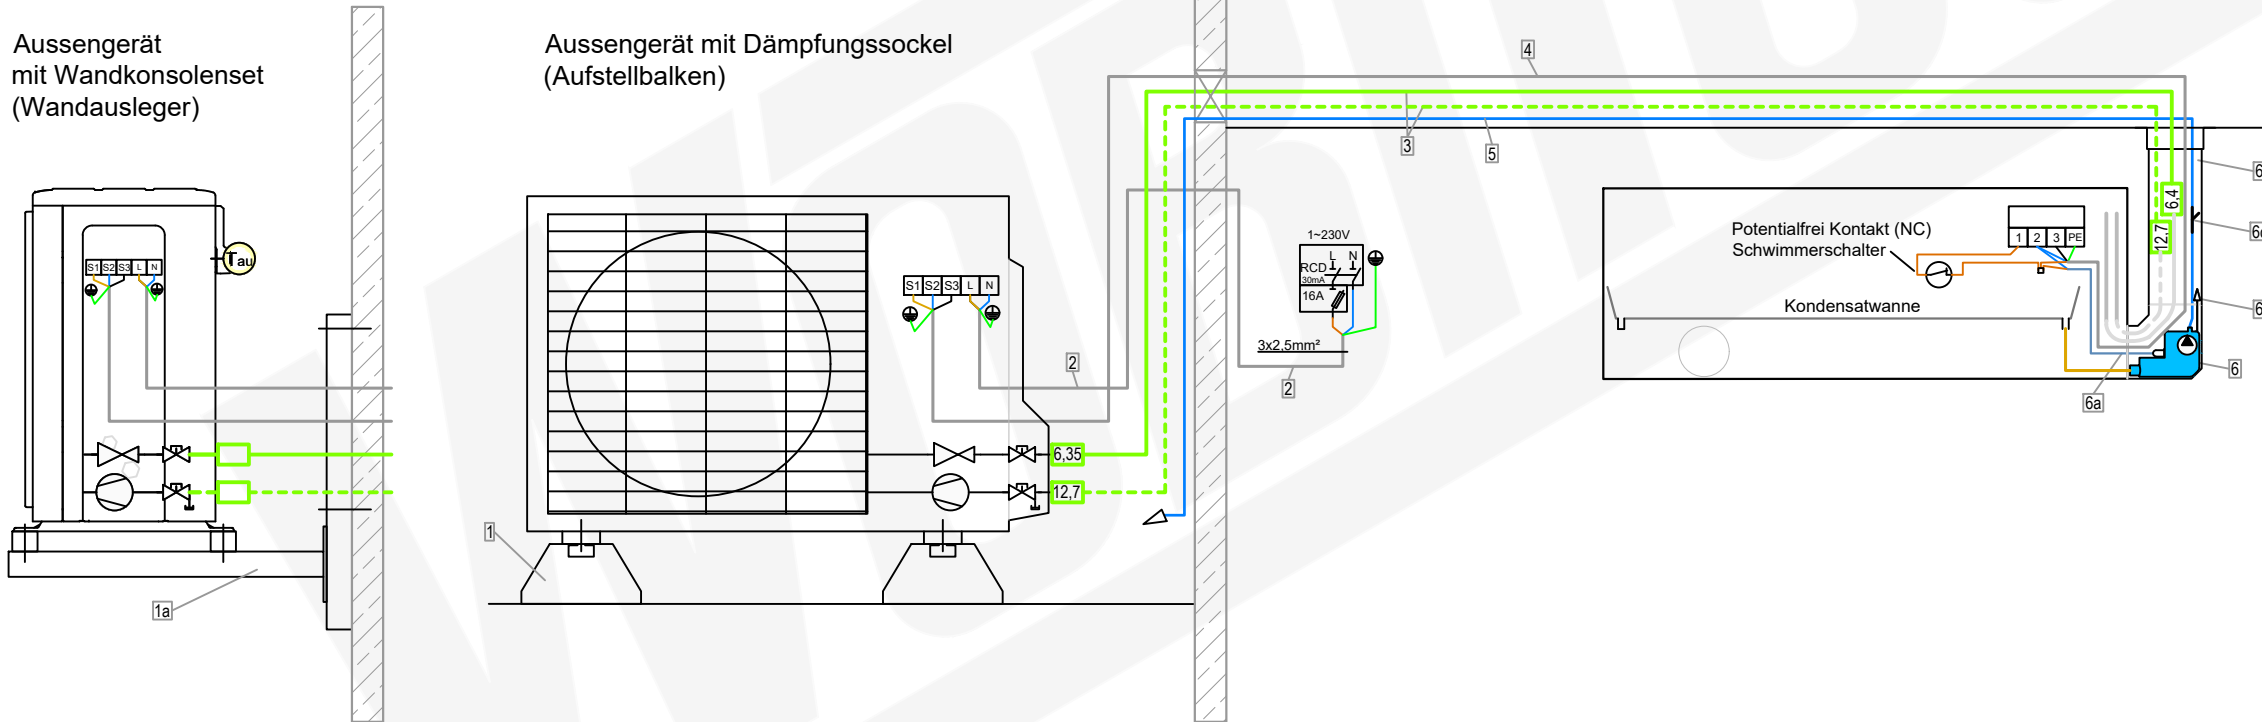 Aussengerät
mit Wandkonsolenset
(Wandausleger)
Aussengerät mit Dämpfungssockel
(Aufstellbalken)
4
3
5
6
6,4
12,7
Potentialfrei Kontakt (NC)
Schwimmerschalter
1 2 3 PE
Kondensatwanne
6
6
6a
1~230V
L N
RCD
30mA
16A
3x2,5mm²
2
2
Tau
S1 S2 S3 L N
S1 S2 S3 L N
6,35
12,7
1
1a